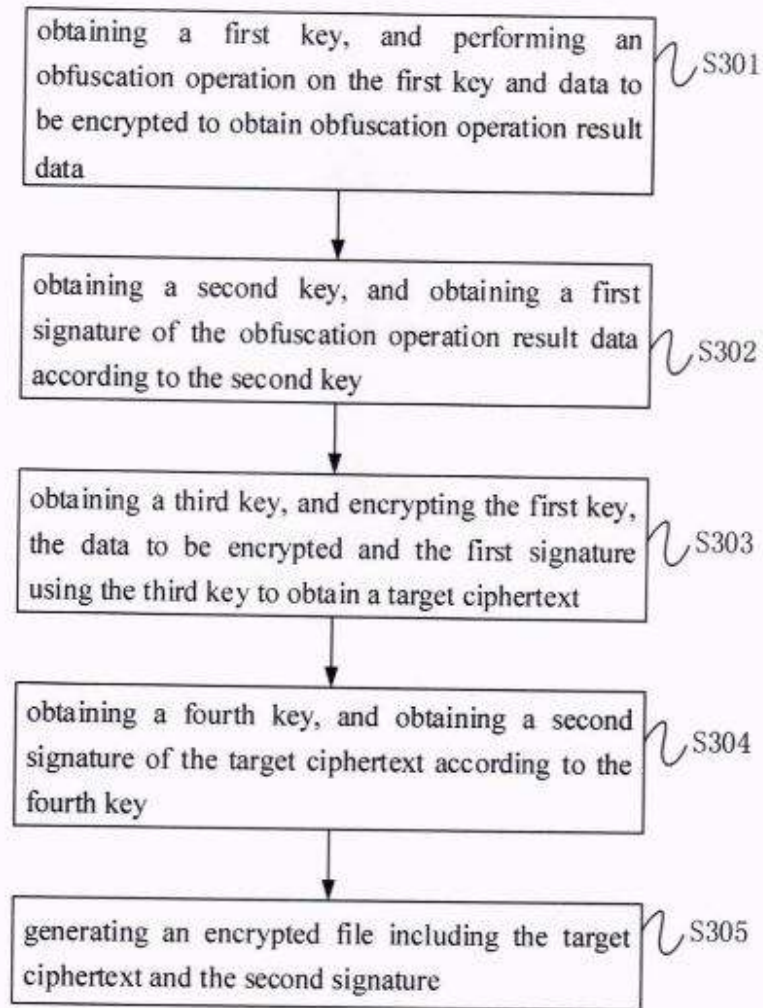 obtaining a first key, and performing an
obfuscation operation on the first key and data to
be encrypted to obtain obfuscation operation result
data
S301
obtaining a second key, and obtaining a first
signature of the obfuscation operation result data
according to the second key
S302
obtaining a third key, and encrypting the first key,
the data to be encrypted and the first signature
using the third key to obtain a target ciphertext
S303
obtaining a fourth key, and obtaining a second
signature of the target ciphertext according to the
fourth key
S304
generating an encrypted file including the target
ciphertext and the second signature
S305